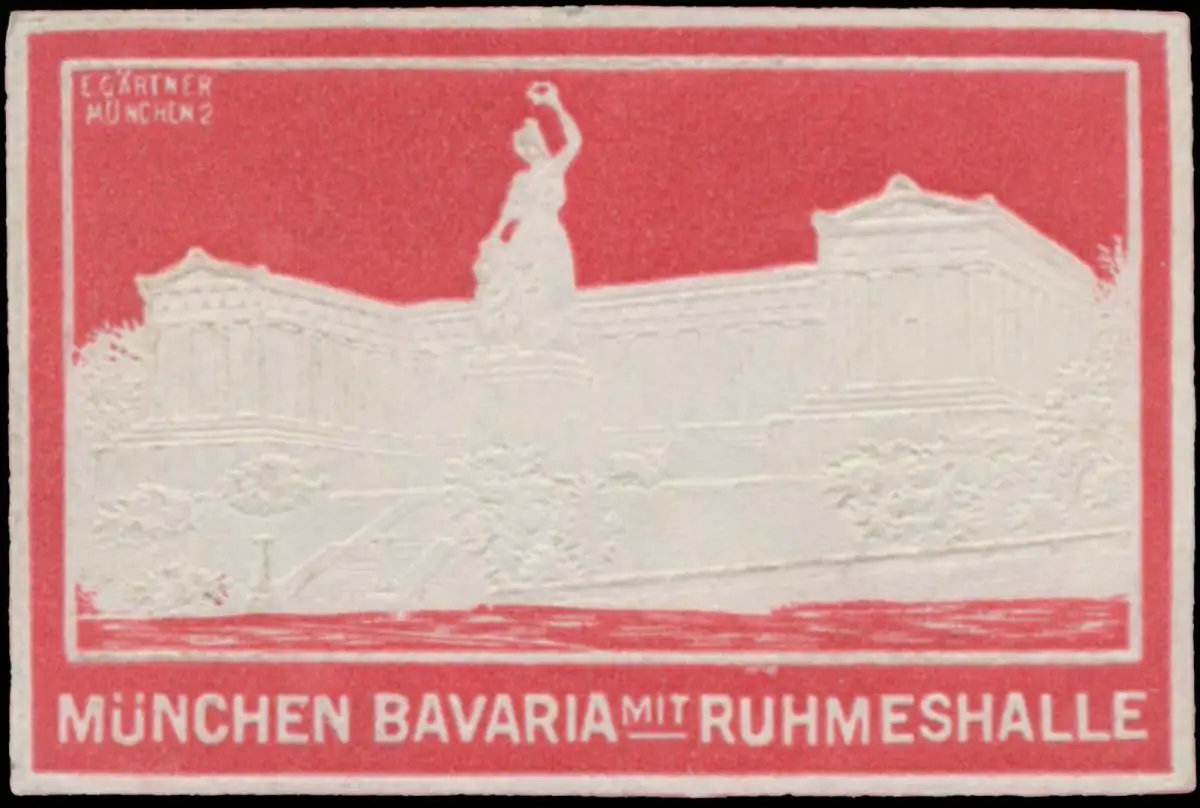 E. GÄRTNER
MÜNCHEN 2
MÜNCHEN BAVARIA MIT RUHMESHALLE